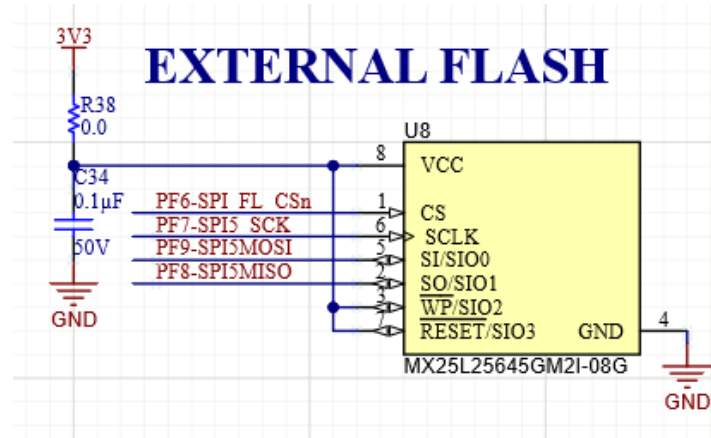 3V3
EXTERNAL FLASH
R38
0.0
U8
8
VCC
C34
0.1µF
50V
PF6-SPI_FL_CSn
1
CS
PF7-SPI5_SCK
6
SCLK
PF9-SPI5MOSI
5
SI/SIO0
PF8-SPI5MISO
2
SO/SIO1
3
WP/SIO2
7
RESET/SIO3
GND
4
GND
MX25L25645GM2I-08G
GND